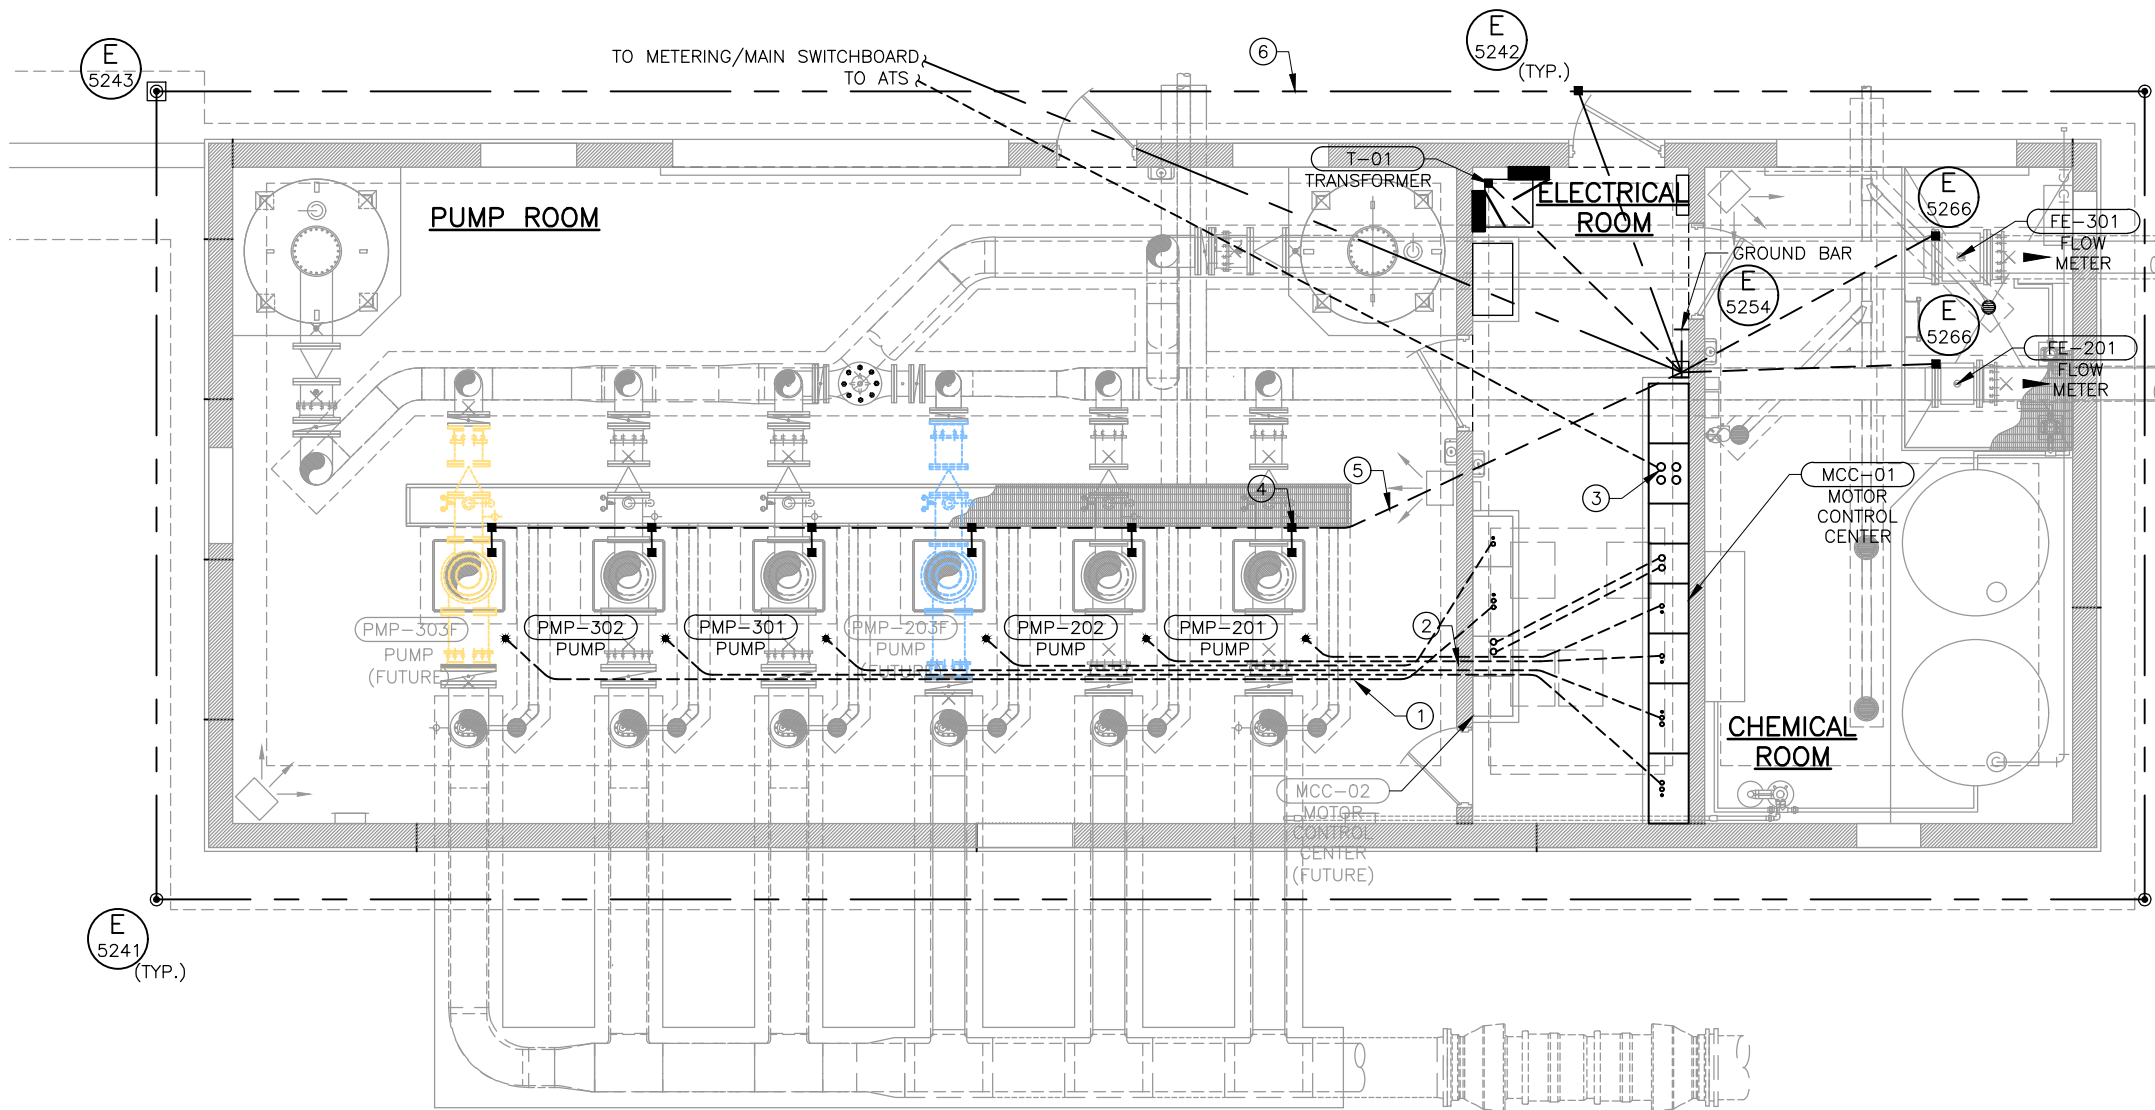 E
5243
TO METERING/MAIN SWITCHBOARD
TO ATS
6
E
5242
(TYP.)
T-01
TRANSFORMER
ELECTRICAL
ROOM
PUMP ROOM
E
5266
FE-301
FLOW
METER
GROUND BAR
E
5254
E
5266
FE-201
FLOW
METER
5
4
3
MCC-01
MOTOR
CONTROL
CENTER
PMP-303F
PUMP
(FUTURE)
PMP-302
PUMP
PMP-301
PUMP
PMP-203F
PUMP
(FUTURE)
PMP-202
PUMP
PMP-201
PUMP
2
1
CHEMICAL
ROOM
MCC-02
MOTOR
CONTROL
CENTER
(FUTURE)
E
5241
(TYP.)